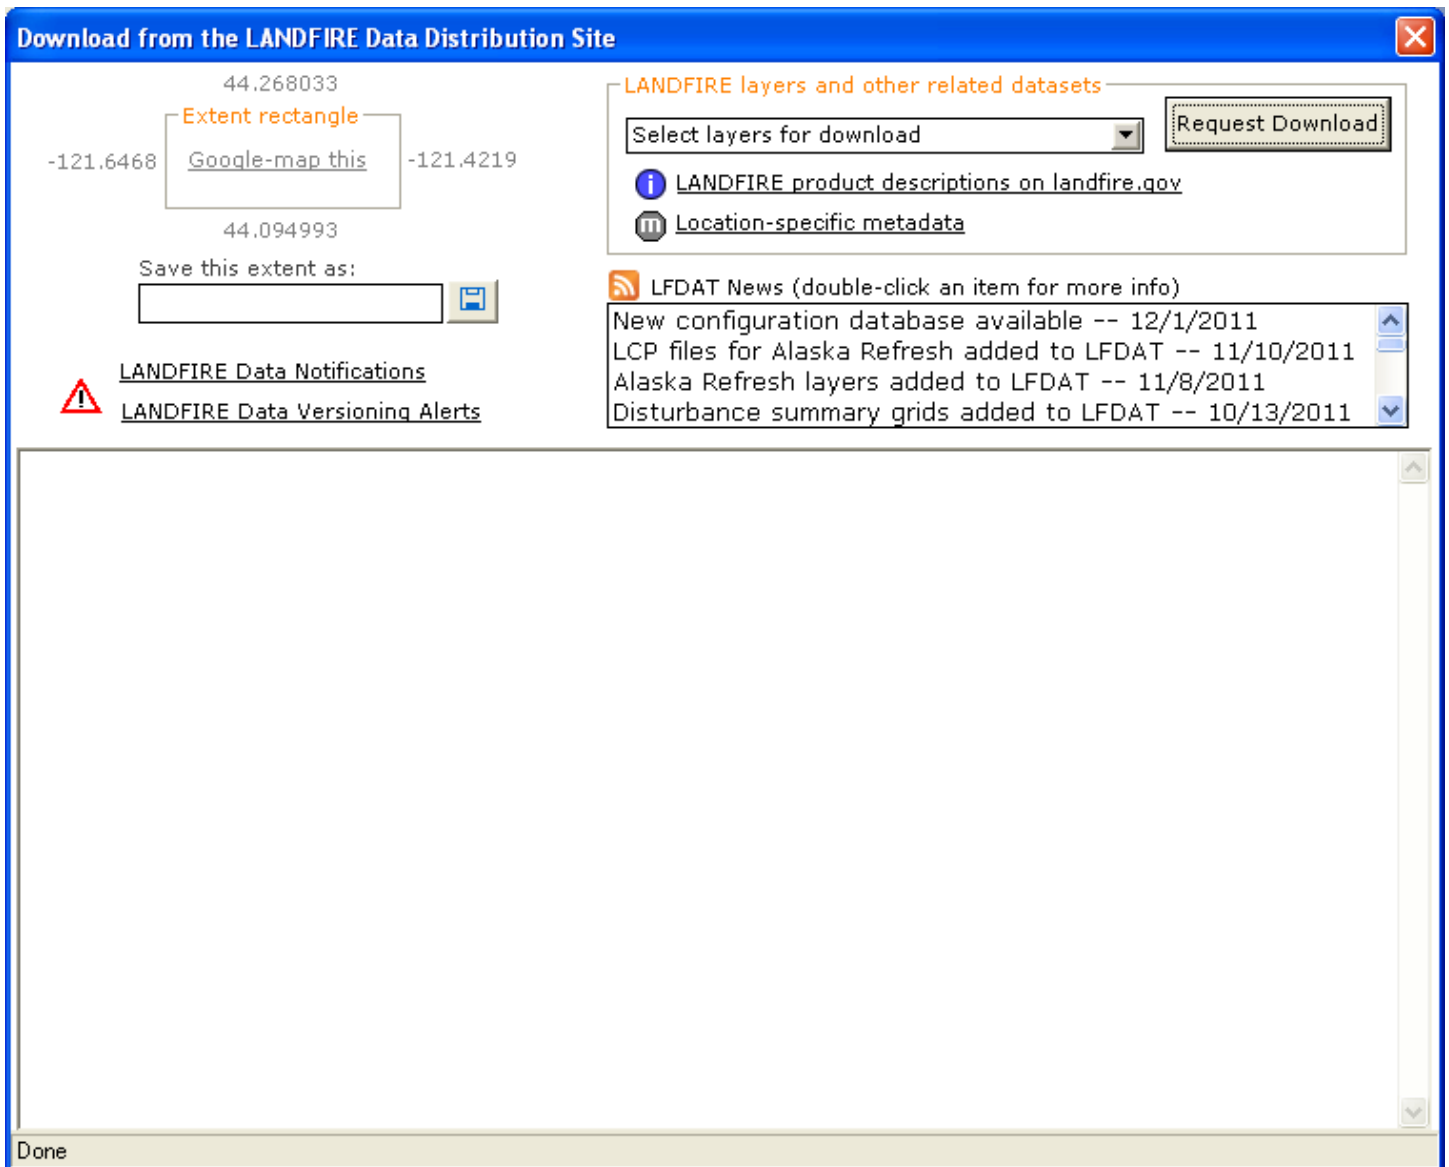 Download from the LANDFIRE Data Distribution Site
44.268033
Extent rectangle
-121.6468
Google-map this
-121.4219
44.094993
Save this extent as:
LANDFIRE Data Notifications
LANDFIRE Data Versioning Alerts
LANDFIRE layers and other related datasets
Select layers for download
Request Download
i LANDFIRE product descriptions on landfire.gov
m Location-specific metadata
LFDAT News (double-click an item for more info)
New configuration database available -- 12/1/2011
LCP files for Alaska Refresh added to LFDAT -- 11/10/2011
Alaska Refresh layers added to LFDAT -- 11/8/2011
Disturbance summary grids added to LFDAT -- 10/13/2011
Done